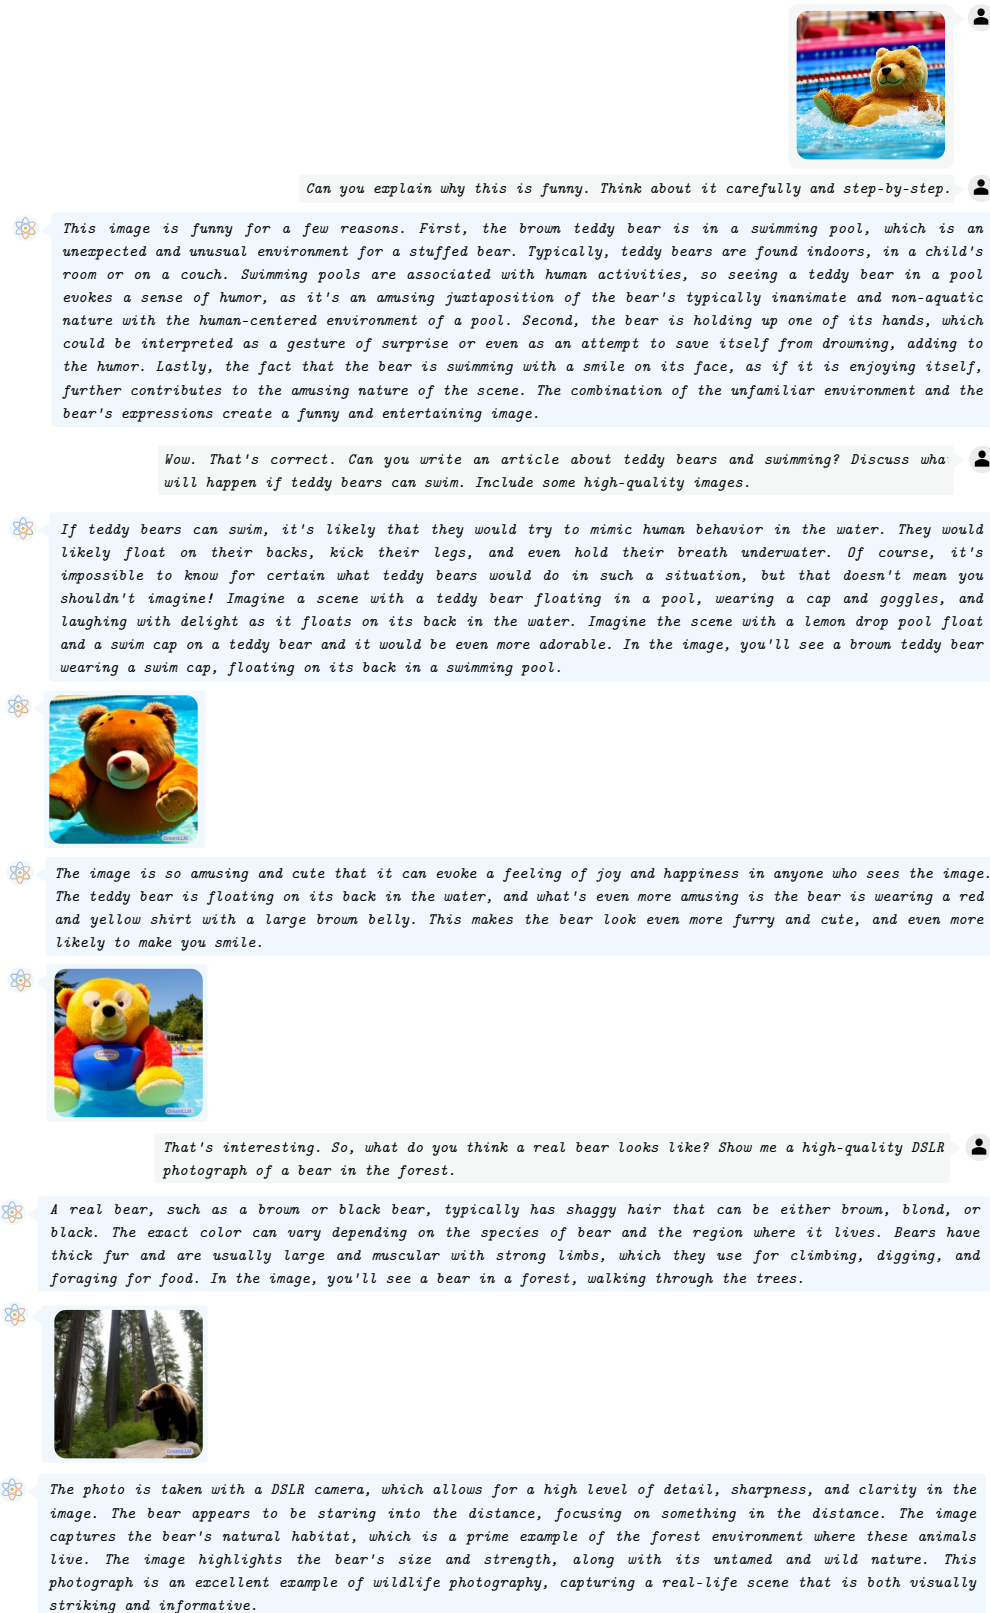 Can you explain why this is funny. Think about it carefully and step-by-step.
This image is funny for a few reasons. First, the brown teddy bear is in a swimming pool, which is an
unexpected and unusual environment for a stuffed bear. Typically, teddy bears are found indoors, in a child's
room or on a couch. Swimming pools are associated with human activities, so seeing a teddy bear in a pool
evokes a sense of humor, as it's an amusing juxtaposition of the bear's typically inanimate and non-aquatic
nature with the human-centered environment of a pool. Second, the bear is holding up one of its hands, which
could be interpreted as a gesture of surprise or even as an attempt to save itself from drowning, adding to
the humor. Lastly, the fact that the bear is swimming with a smile on its face, as if it is enjoying itself,
further contributes to the amusing nature of the scene. The combination of the unfamiliar environment and the
bear's expressions create a funny and entertaining image.
Wow. That's correct. Can you write an article about teddy bears and swimming? Discuss wha
will happen if teddy bears can swim. Include some high-quality images.
If teddy bears can swim, it's likely that they would try to mimic human behavior in the water. They would
likely float on their backs, kick their legs, and even hold their breath underwater. Of course, it's
impossible to know for certain what teddy bears would do in such a situation, but that doesn't mean you
shouldn't imagine! Imagine a scene with a teddy bear floating in a pool, wearing a cap and goggles, and
laughing with delight as it floats on its back in the water. Imagine the scene with a lemon drop pool float
and a swim cap on a teddy bear and it would be even more adorable. In the image, you'll see a brown teddy bear
wearing a swim cap, floating on its back in a swimming pool.
DreamLLM
The image is so amusing and cute that it can evoke a feeling of joy and happiness in anyone who sees the image.
The teddy bear is floating on its back in the water, and what's even more amusing is the bear is wearing a red
and yellow shirt with a large brown belly. This makes the bear look even more furry and cute, and even more
likely to make you smile.
DreamLLM
That's interesting. So, what do you think a real bear looks like? Show me a high-quality DSLR
photograph of a bear in the forest.
A real bear, such as a brown or black bear, typically has shaggy hair that can be either brown, blond, or
black. The exact color can vary depending on the species of bear and the region where it lives. Bears have
thick fur and are usually large and muscular with strong limbs, which they use for climbing, digging, and
foraging for food. In the image, you'll see a bear in a forest, walking through the trees.
DreamLLM
The photo is taken with a DSLR camera, which allows for a high level of detail, sharpness, and clarity in the
image. The bear appears to be staring into the distance, focusing on something in the distance. The image
captures the bear's natural habitat, which is a prime example of the forest environment where these animals
live. The image highlights the bear's size and strength, along with its untamed and wild nature. This
photograph is an excellent example of wildlife photography, capturing a real-life scene that is both visually
striking and informative.